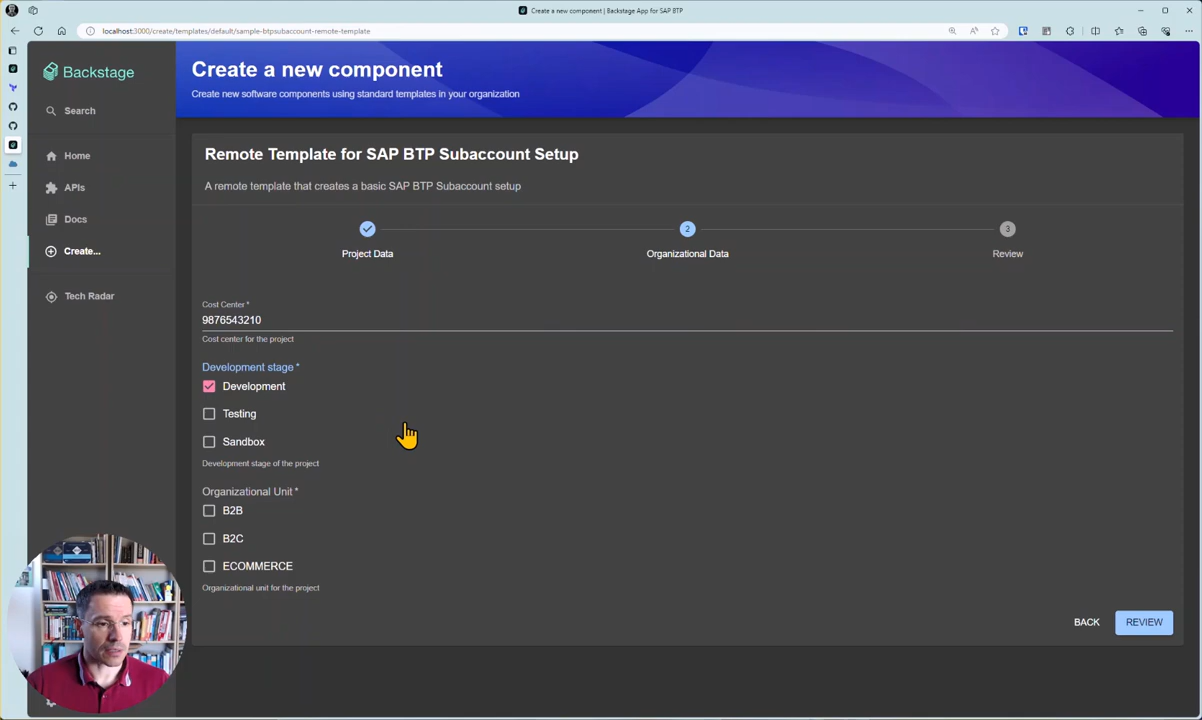 Create a new component | Backstage App for SAP BTP
localhost:3000/create/templates/default/sample-btpsubaccount-remote-template
Backstage
Search
Home
APIs
Docs
Create...
Tech Radar
Create a new component
Create new software components using standard templates in your organization
Remote Template for SAP BTP Subaccount Setup
A remote template that creates a basic SAP BTP Subaccount setup
2
3
Project Data
Organizational Data
Review
Cost Center *
9876543210
Cost center for the project
Development stage *
Development
Testing
Sandbox
Development stage of the project
Organizational Unit *
B2B
B2C
ECOMMERCE
Organizational unit for the project
BACK
REVIEW